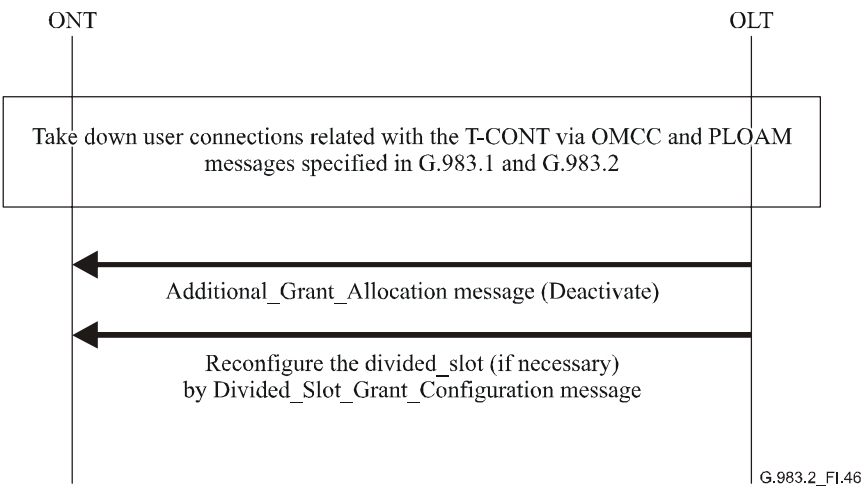 ONT
OLT
Take down user connections related with the T-CONT via OMCC and PLOAM
messages specified in G.983.1 and G.983.2
Additional_Grant_Allocation message (Deactivate)
Reconfigure the divided_slot (if necessary)
by Divided_Slot_Grant_Configuration message
G.983.2_FI.46